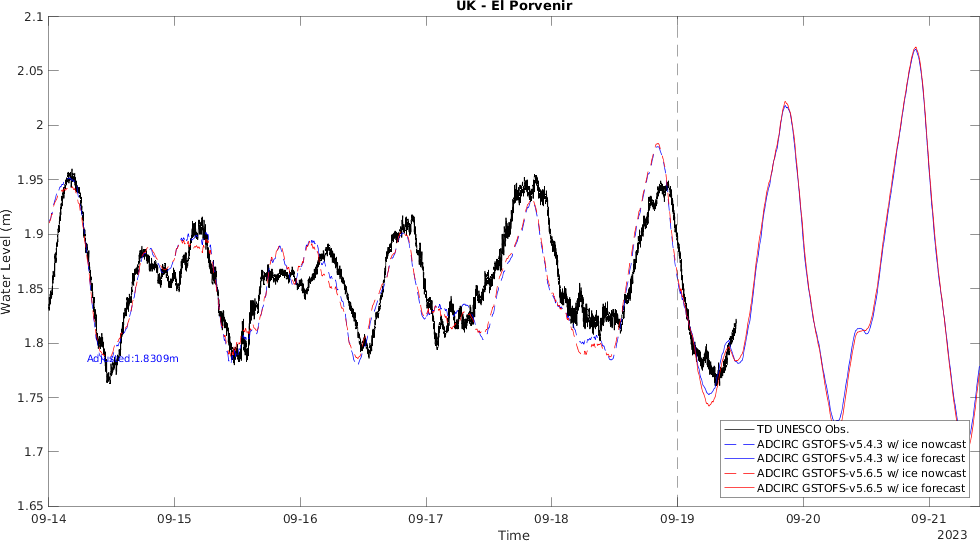 UK - El Porvenir
2.1
2.05
2
1.95
1.9
1.85
1.8
1.75
1.7
1.65
Water Level (m)
Adjusted:1.8309m
TD UNESCO Obs.
ADCIRC GSTOFS-v5.4.3 w/ ice nowcast
ADCIRC GSTOFS-v5.4.3 w/ ice forecast
ADCIRC GSTOFS-v5.6.5 w/ ice nowcast
ADCIRC GSTOFS-v5.6.5 w/ ice forecast
09-14 09-15 09-16 09-17 09-18 09-19 09-20 09-21
Time
2023